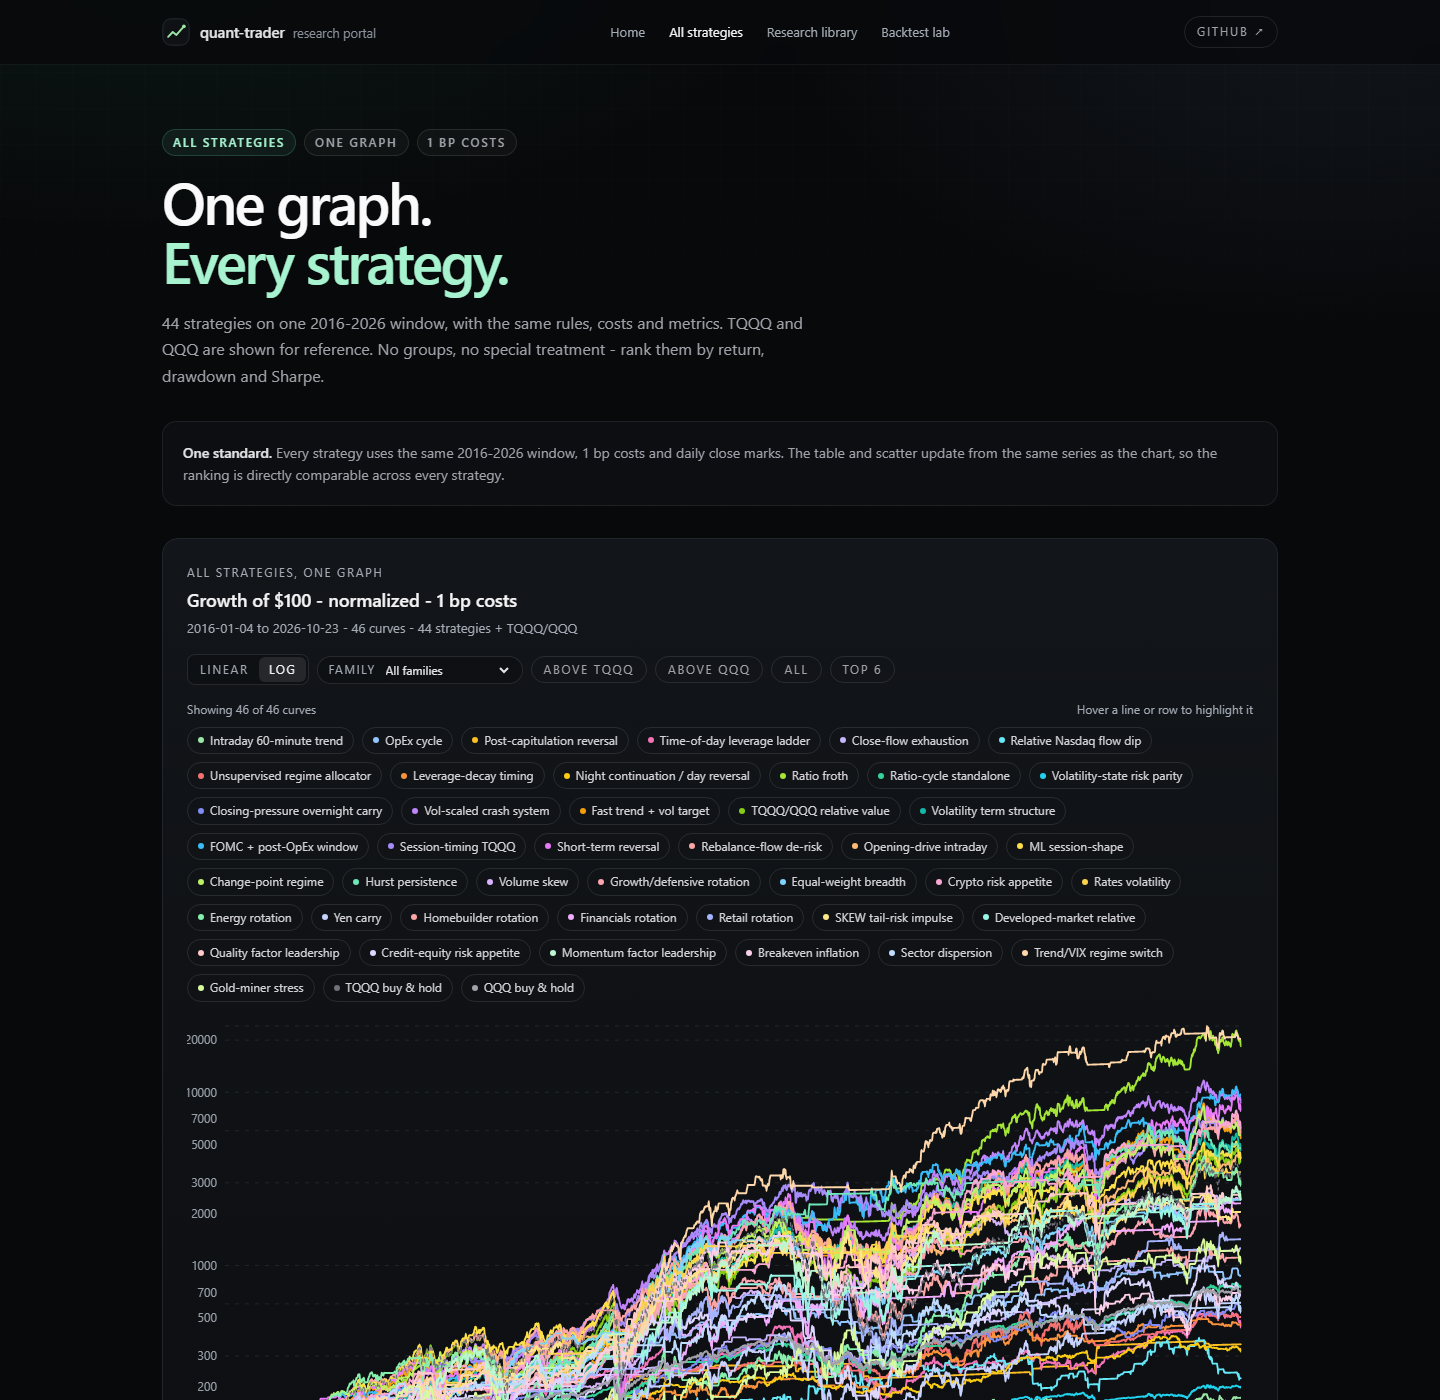 quant-trader research portal
Home All strategies Research library Backtest lab
GITHUB ↗
ALL STRATEGIES ONE GRAPH 1 BP COSTS
One graph.
Every strategy.
44 strategies on one 2016-2026 window, with the same rules, costs and metrics. TQQQ and
QQQ are shown for reference. No groups, no special treatment - rank them by return,
drawdown and Sharpe.
One standard. Every strategy uses the same 2016-2026 window, 1 bp costs and daily close marks. The table and scatter update from the same series as the chart, so the
ranking is directly comparable across every strategy.
ALL STRATEGIES, ONE GRAPH
Growth of $100 - normalized - 1 bp costs
2016-01-04 to 2026-10-23 - 46 curves - 44 strategies + TQQQ/QQQ
LINEAR LOG FAMILY All families ABOVE TQQQ ABOVE QQQ ALL TOP 6
Showing 46 of 46 curves Hover a line or row to highlight it
Intraday 60-minute trend OpEx cycle Post-capitulation reversal Time-of-day leverage ladder Close-flow exhaustion Relative Nasdaq flow dip
Unsupervised regime allocator Leverage-decay timing Night continuation / day reversal Ratio froth Ratio-cycle standalone Volatility-state risk parity
Closing-pressure overnight carry Vol-scaled crash system Fast trend + vol target TQQQ/QQQ relative value Volatility term structure
FOMC + post-OpEx window Session-timing TQQQ Short-term reversal Rebalance-flow de-risk Opening-drive intraday ML session-shape
Change-point regime Hurst persistence Volume skew Growth/defensive rotation Equal-weight breadth Crypto risk appetite Rates volatility
Energy rotation Yen carry Homebuilder rotation Financials rotation Retail rotation SKEW tail-risk impulse Developed-market relative
Quality factor leadership Credit-equity risk appetite Momentum factor leadership Breakeven inflation Sector dispersion Trend/VIX regime switch
Gold-miner stress TQQQ buy & hold QQQ buy & hold
20000
10000
7000
5000
3000
2000
1000
700
500
300
200